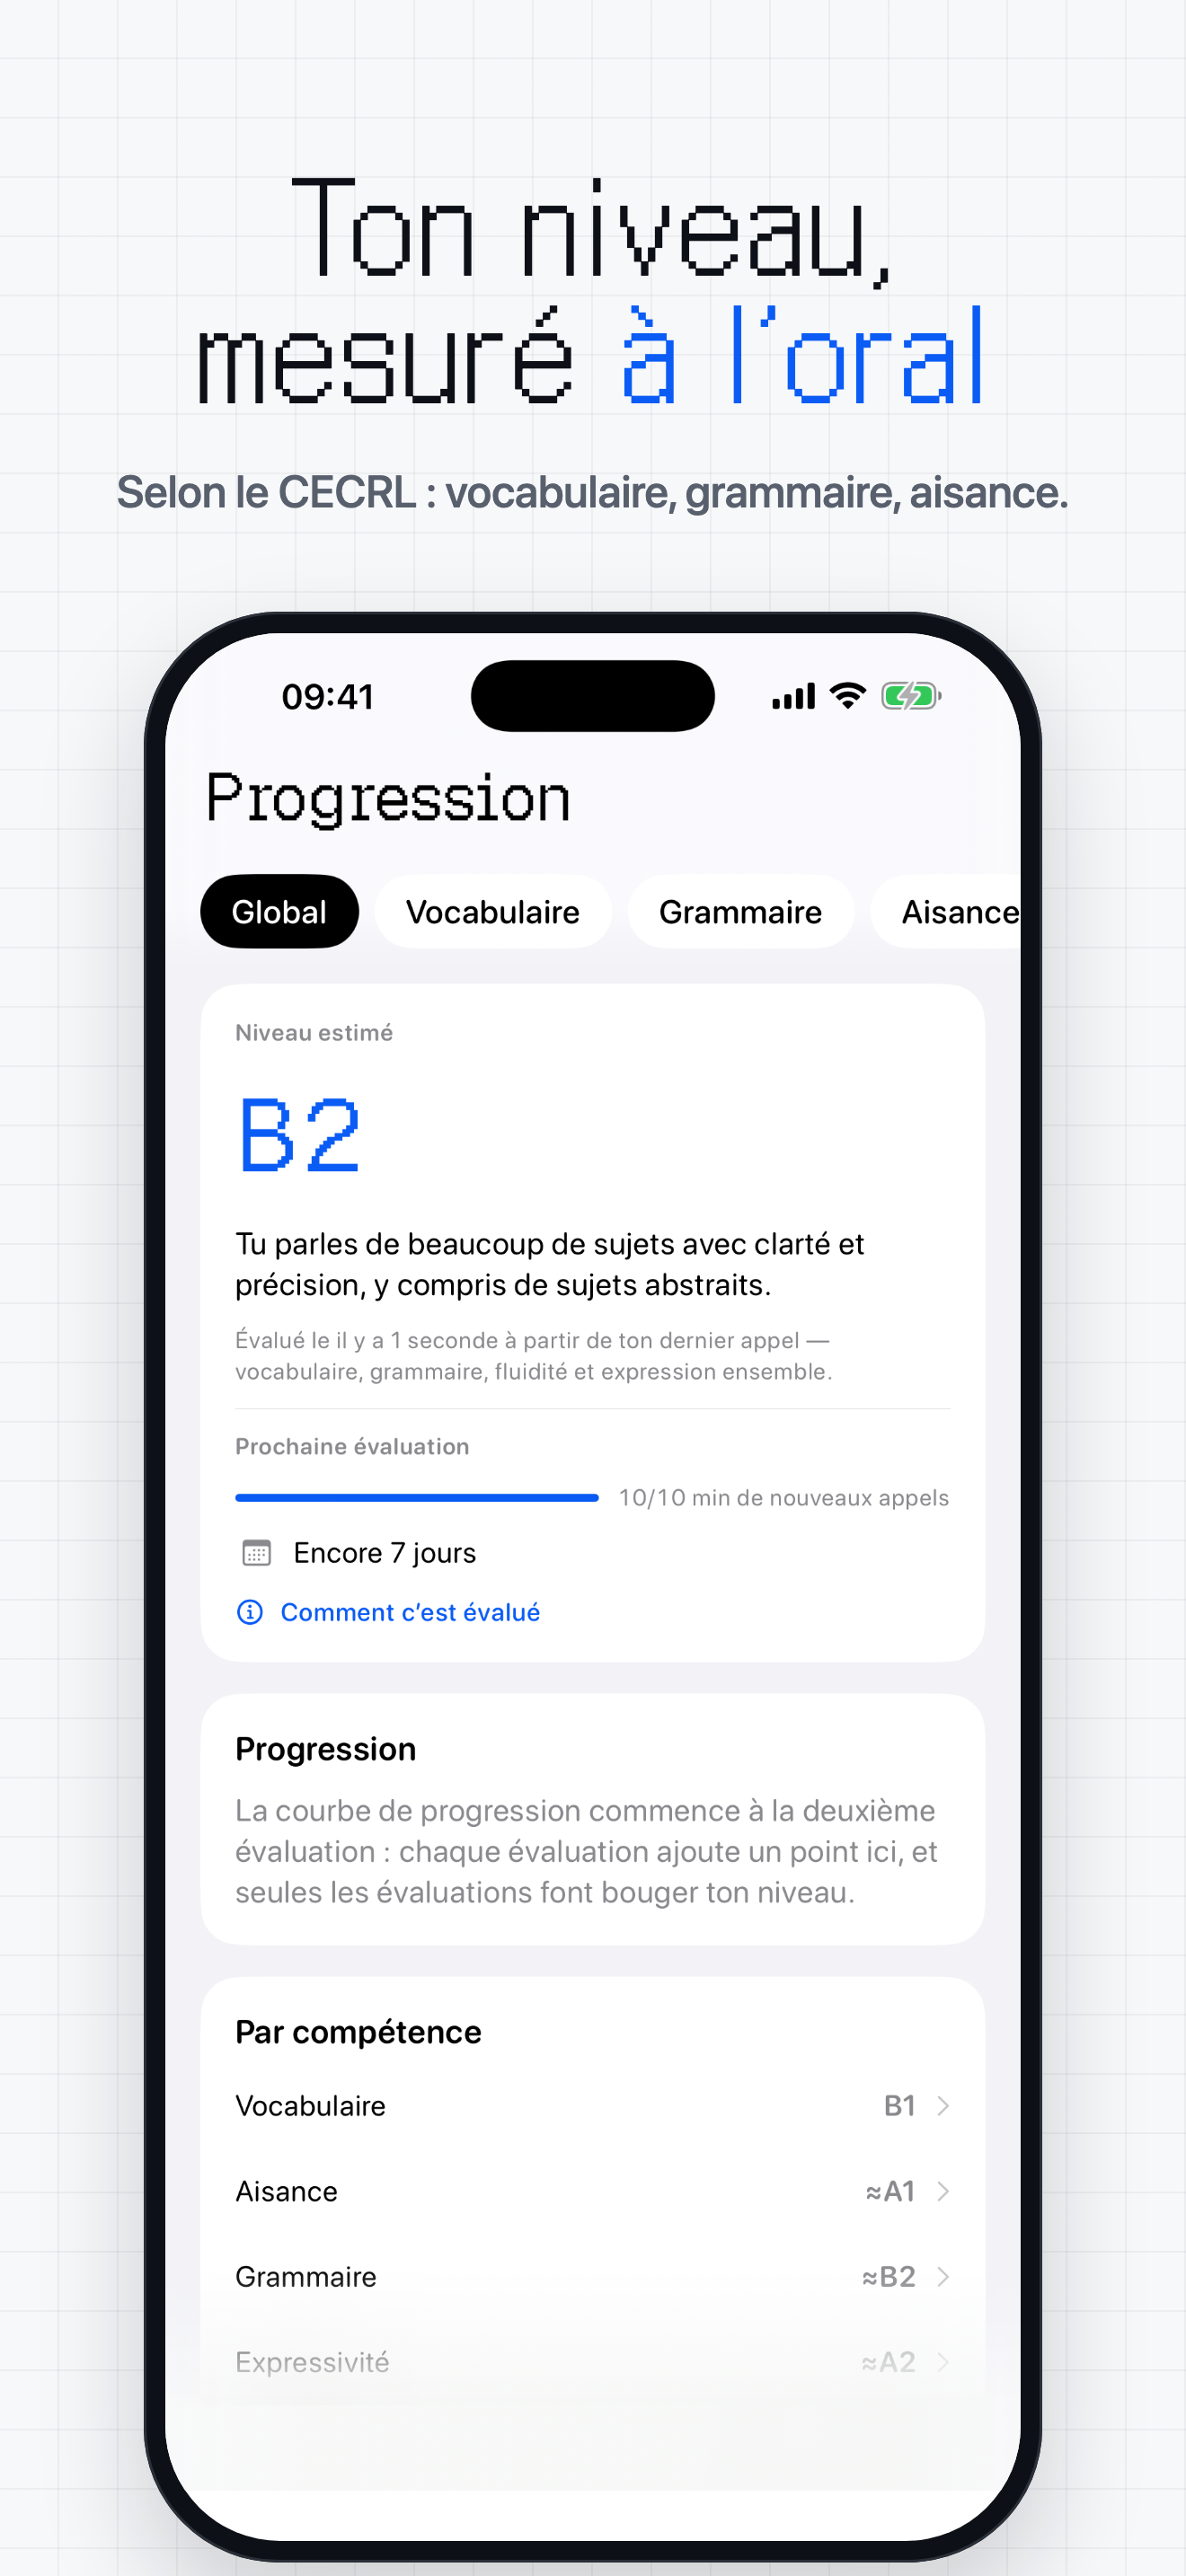 Ton niveau,
mesuré à l'oral
Selon le CECRL : vocabulaire, grammaire, aisance.
09:41
Progression
Global Vocabulaire Grammaire Aisance
Niveau estimé
B2
Tu parles de beaucoup de sujets avec clarté et
précision, y compris de sujets abstraits.
Évalué le il y a 1 seconde à partir de ton dernier appel —
vocabulaire, grammaire, fluidité et expression ensemble.
Prochaine évaluation
10/10 min de nouveaux appels
Encore 7 jours
Comment c'est évalué
Progression
La courbe de progression commence à la deuxième
évaluation : chaque évaluation ajoute un point ici, et
seules les évaluations font bouger ton niveau.
Par compétence
Vocabulaire B1
Aisance ≈A1
Grammaire ≈B2
Expressivité ≈A2